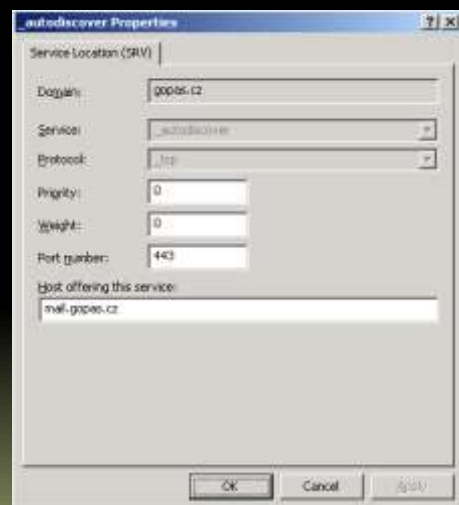 _autodiscover Properties
Service Location (SRV)
Domain: gopas.cz
Service: _autodiscover
Protocol: _tcp
Priority: 0
Weight: 0
Port number: 443
Host offering this service:
mail.gopas.cz
OK Cancel Apply